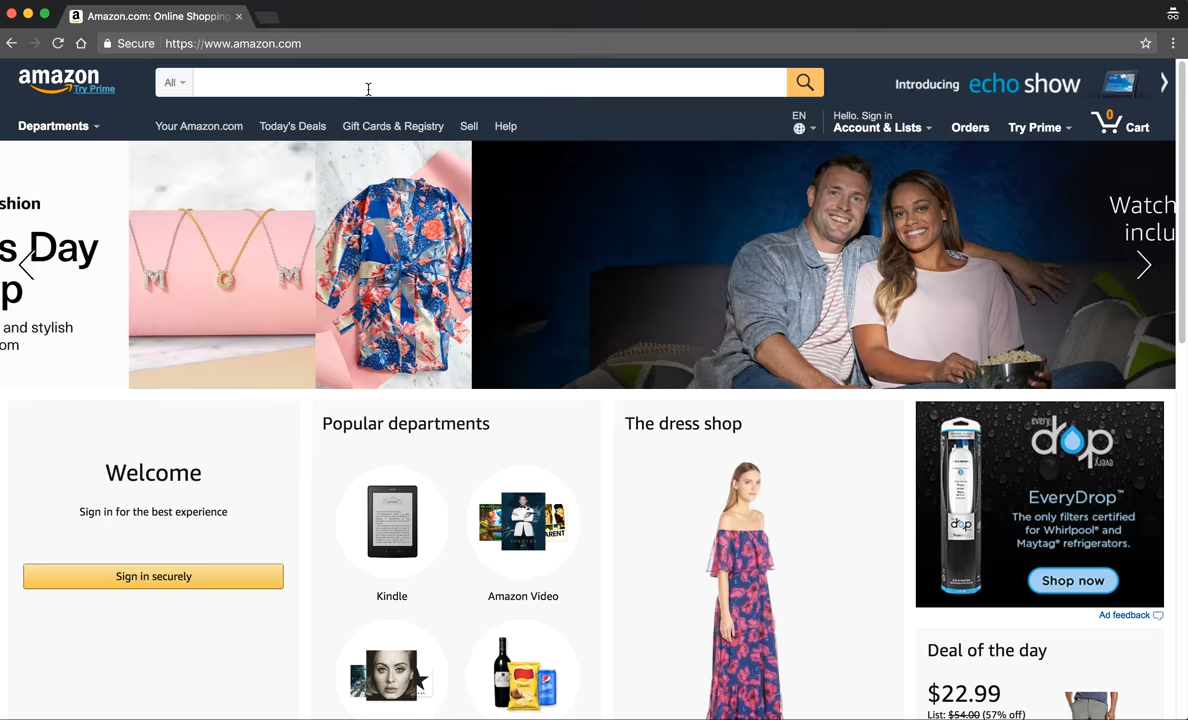 Amazon.com: Online Shopping
Secure
https://www.amazon.com
amazon
Try Prime
All
Introducing echo show
Departments
Your Amazon.com
Today's Deals
Gift Cards & Registry
Sell
Help
EN
Hello. Sign in
Account & Lists
Orders
Try Prime
0
Cart
shion
s Day
p
and stylish
om
M
O
M
Watch
inclu
Welcome
Sign in for the best experience
Sign in securely
Popular departments
Kindle
Amazon Video
The dress shop
every
drop
EveryDrop™
The only filters certified
for Whirlpool® and
Maytag® refrigerators.
Shop now
Ad feedback
Deal of the day
$22.99
List: $54.00 (57% off)